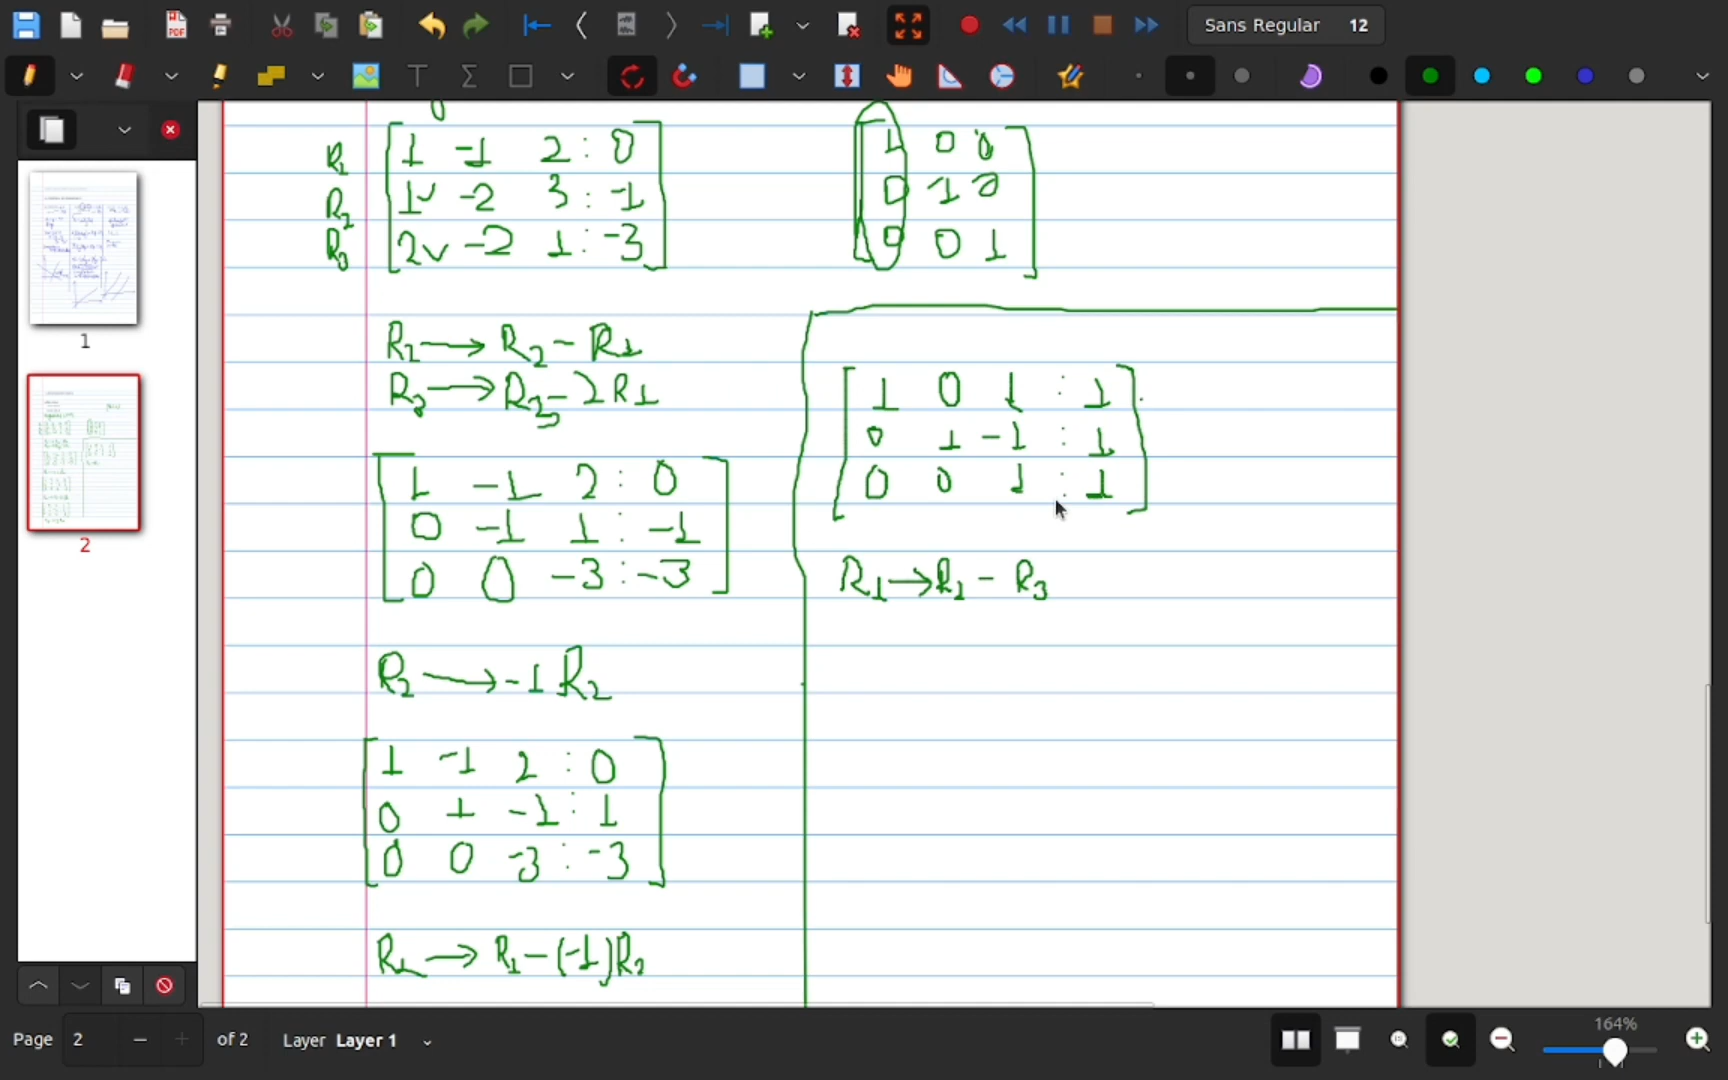 Sans Regular 12
R1 [ 1 -1 2 : 0 ]
R2 [ 1 -2 3 : -1 ]
R3 [ 2 -2 1 : -3 ]
R2 → R2 - R1
R3 → R3 - 2R1
[ 1 -1 2 : 0 ]
[ 0 -1 1 : -1 ]
[ 0 0 -3 : -3 ]
R2 → -1 R2
[ 1 -1 2 : 0 ]
[ 0 1 -1 : 1 ]
[ 0 0 -3 : -3 ]
R1 → R1 - (-1)R2
[ 1 0 0 ]
[ 0 1 0 ]
[ 0 0 1 ]
[ 1 0 1 : 1 ]
[ 0 1 -1 : 1 ]
[ 0 0 1 : 1 ]
R1 → R1 - R3
1
2
Page 2 of 2 Layer Layer 1
164%